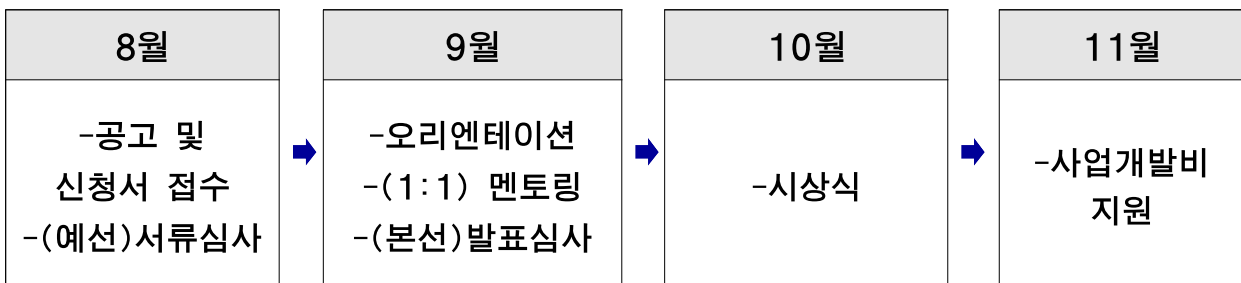 8월
-공고 및
신청서 접수
-(예선)서류심사
9월
-오리엔테이션
-(1:1) 멘토링
-(본선)발표심사
10월
-시상식
11월
-사업개발비
지원